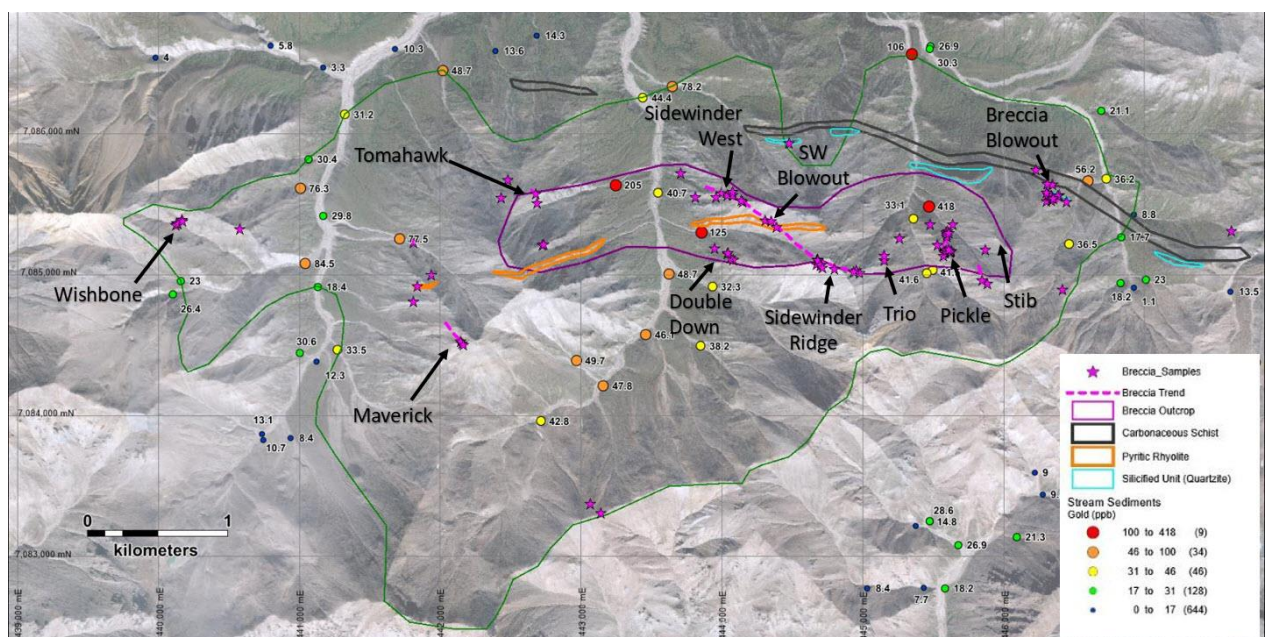 14.3
5.8
10.3
13.6
4
3.3
106
26.9
30.3
48.7
78.2
44.4
31.2
21.1
Sidewinder
West
Breccia
Blowout
7,086,000 mN
SW
Blowout
Tomahawk
30.4
76.3
205
40.7
56.2
36.2
33.1
418
8.8
29.8
77.5
125
17.7
36.5
7,085,000 mN
84.5
48.7
41.6
Wishbone
23
26.4
18.4
32.3
Double
Down
Sidewinder
Ridge
Trio
Pickle
Stib
18.2
1.1
23
13.5
46.1
38.2
30.6
33.5
12.3
49.7
47.8
Maverick
7,084,000 mN
42.8
13.1
10.7
8.4
9
Breccia_Samples
Breccia Trend
Breccia Outcrop
Carbonaceous Schist
Pyritic Rhyolite
Silicified Unit (Quartzite)
Stream Sediments
Gold (ppb)
100 to 418 (9)
46 to 100 (34)
31 to 46 (46)
17 to 31 (128)
0 to 17 (644)
0 1
kilometers
28.6
14.8
26.9
21.3
7,083,000 mN
8.4
7.7
18.2
439,000 mE
440,000 mE
441,000 mE
442,000 mE
443,000 mE
444,000 mE
445,000 mE
446,000 mE